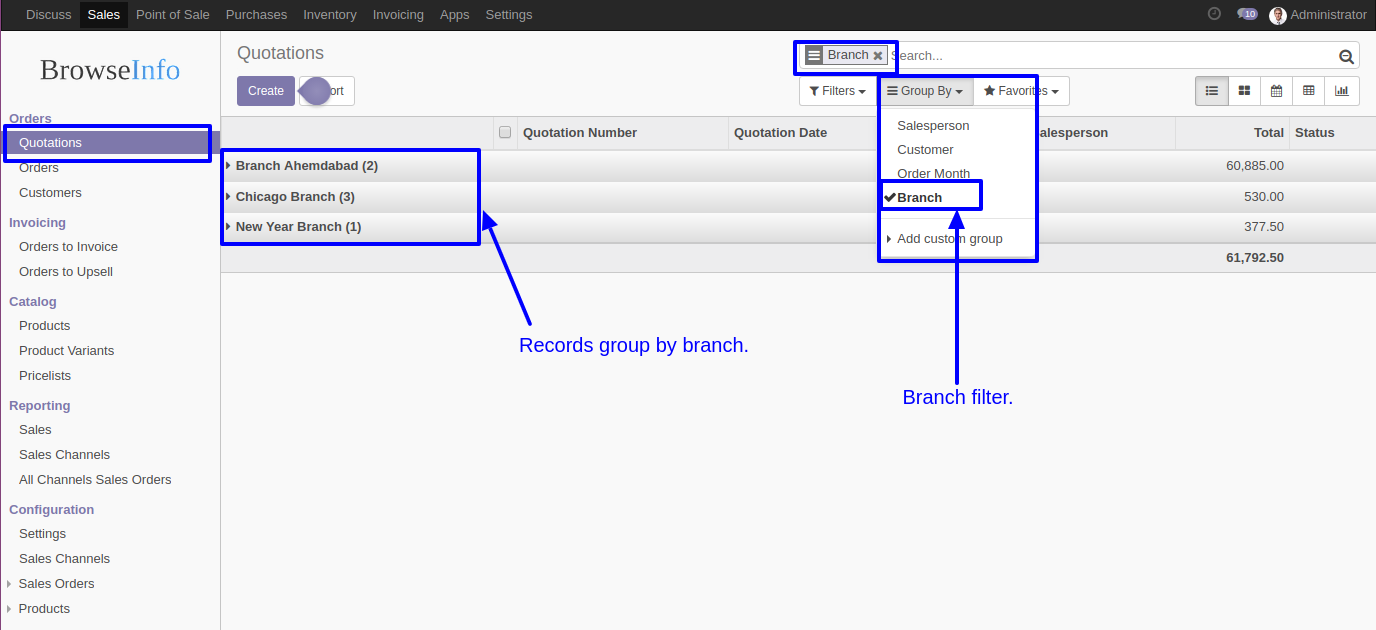 Discuss Sales Point of Sale Purchases Inventory Invoicing Apps Settings 10 Administrator
BrowseInfo
Quotations
Branch Search...
Create ort
Filters Group By Favorites
Orders
Quotations
Orders
Customers
Invoicing
Orders to Invoice
Orders to Upsell
Catalog
Products
Product Variants
Pricelists
Reporting
Sales
Sales Channels
All Channels Sales Orders
Configuration
Settings
Sales Channels
Sales Orders
Products
Quotation Number Quotation Date alesperson Total Status
Branch Ahemdabad (2) 60,885.00
Chicago Branch (3) 530.00
New Year Branch (1) 377.50
61,792.50
Salesperson
Customer
Order Month
Branch
Add custom group
Records group by branch.
Branch filter.